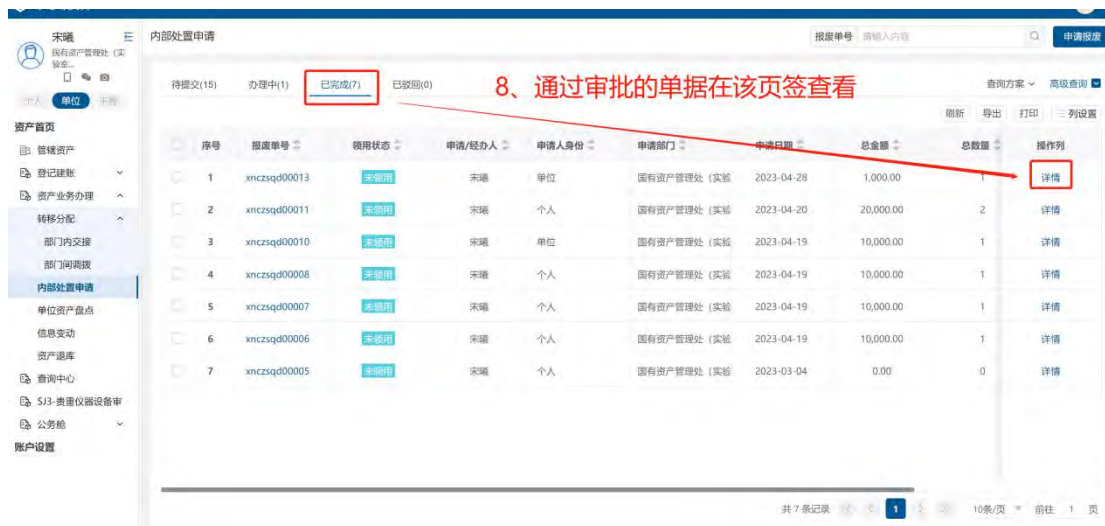 宋曦
国有资产管理处（实
验室...
个人 单位 主管
内部处置申请
报废单号 请输入内容
申请报废
待提交(15) 办理中(1) 已完成(7) 已驳回(0)
8、通过审批的单据在该页签查看
查询方案 高级查询
刷新 导出 打印 列设置
资产首页
管辖资产
登记建账
资产业务办理
转移分配
部门内交接
部门间调拨
内部处置申请
单位资产盘点
信息变动
资产退库
查询中心
SJ3-贵重仪器设备审
公务舱
账户设置
序号 报废单号 领用状态 申请/经办人 申请人身份 申请部门 申请日期 总金额 总数量 操作列
1 xnczsqd00013 未领用 宋曦 单位 国有资产管理处（实验 2023-04-28 1,000.00 1 详情
2 xnczsqd00011 未领用 宋曦 个人 国有资产管理处（实验 2023-04-20 20,000.00 2 详情
3 xnczsqd00010 未领用 宋曦 单位 国有资产管理处（实验 2023-04-19 10,000.00 1 详情
4 xnczsqd00008 未领用 宋曦 个人 国有资产管理处（实验 2023-04-19 10,000.00 1 详情
5 xnczsqd00007 未领用 宋曦 个人 国有资产管理处（实验 2023-04-19 10,000.00 1 详情
6 xnczsqd00006 未领用 宋曦 个人 国有资产管理处（实验 2023-04-19 10,000.00 1 详情
7 xnczsqd00005 未领用 宋曦 个人 国有资产管理处（实验 2023-03-04 0.00 0 详情
共 7 条记录 1 10条/页 前往 1 页